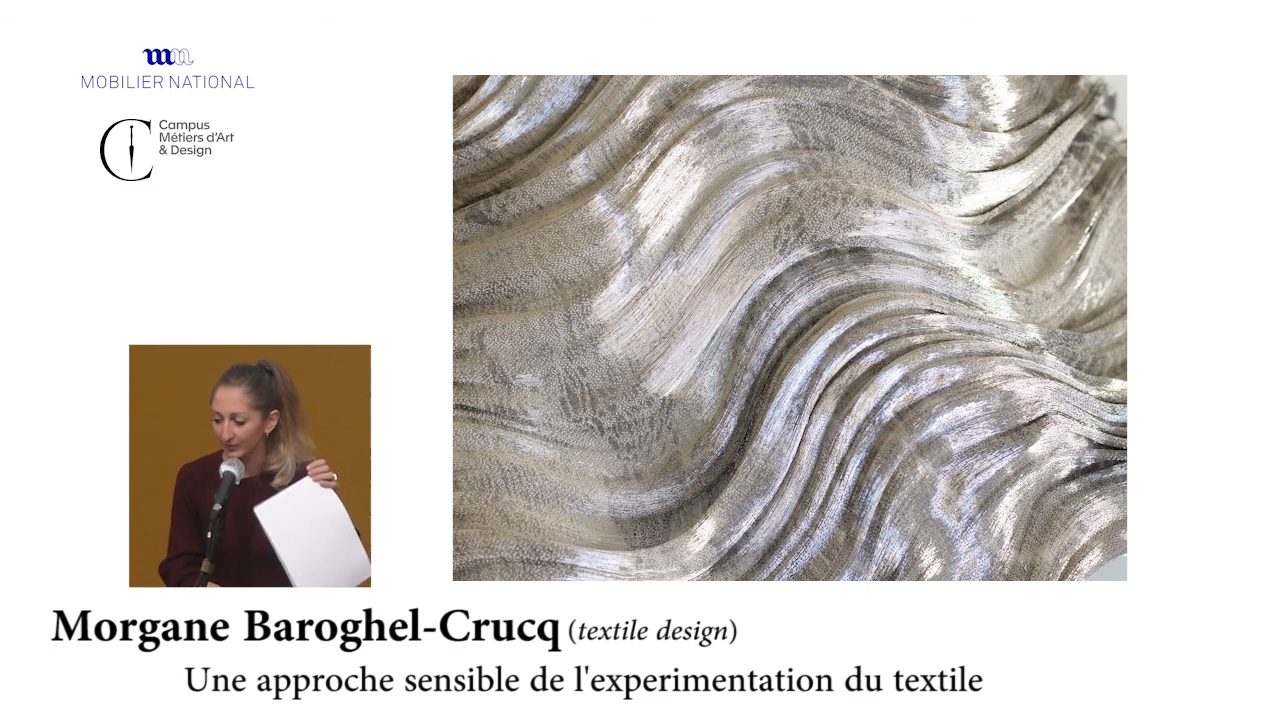 MOBILIER NATIONAL
Campus
Métiers d'Art
& Design
Morgane Baroghel-Crucq (textile design)
Une approche sensible de l'experimentation du textile